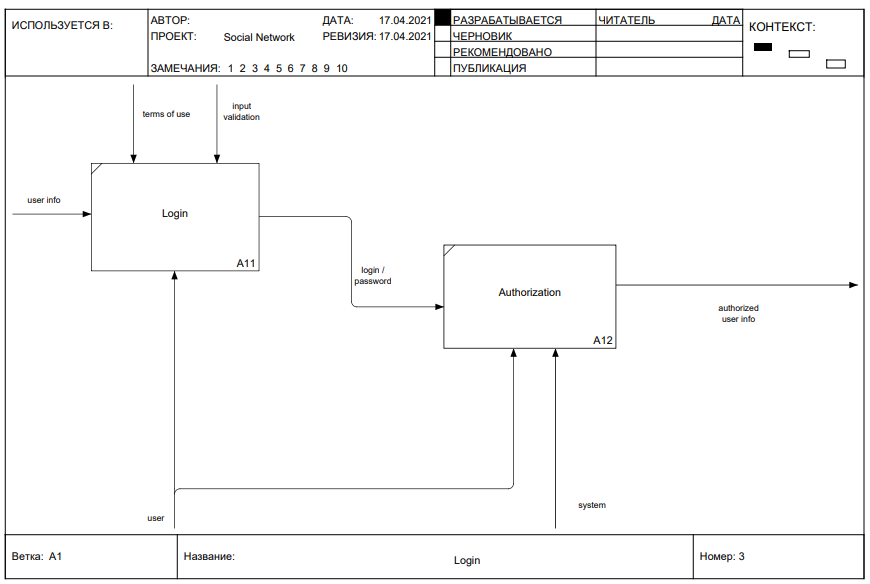 ИСПОЛЬЗУЕТСЯ В:
АВТОР:
ДАТА: 17.04.2021
ПРОЕКТ: Social Network
РЕВИЗИЯ: 17.04.2021
ЗАМЕЧАНИЯ: 1 2 3 4 5 6 7 8 9 10
РАЗРАБАТЫВАЕТСЯ
ЧЕРНОВИК
РЕКОМЕНДОВАНО
ПУБЛИКАЦИЯ
ЧИТАТЕЛЬ
ДАТА
КОНТЕКСТ:
terms of use
input
validation
user info
Login
A11
login /
password
Authorization
A12
authorized
user info
user
system
Ветка: A1
Название:
Login
Номер: 3